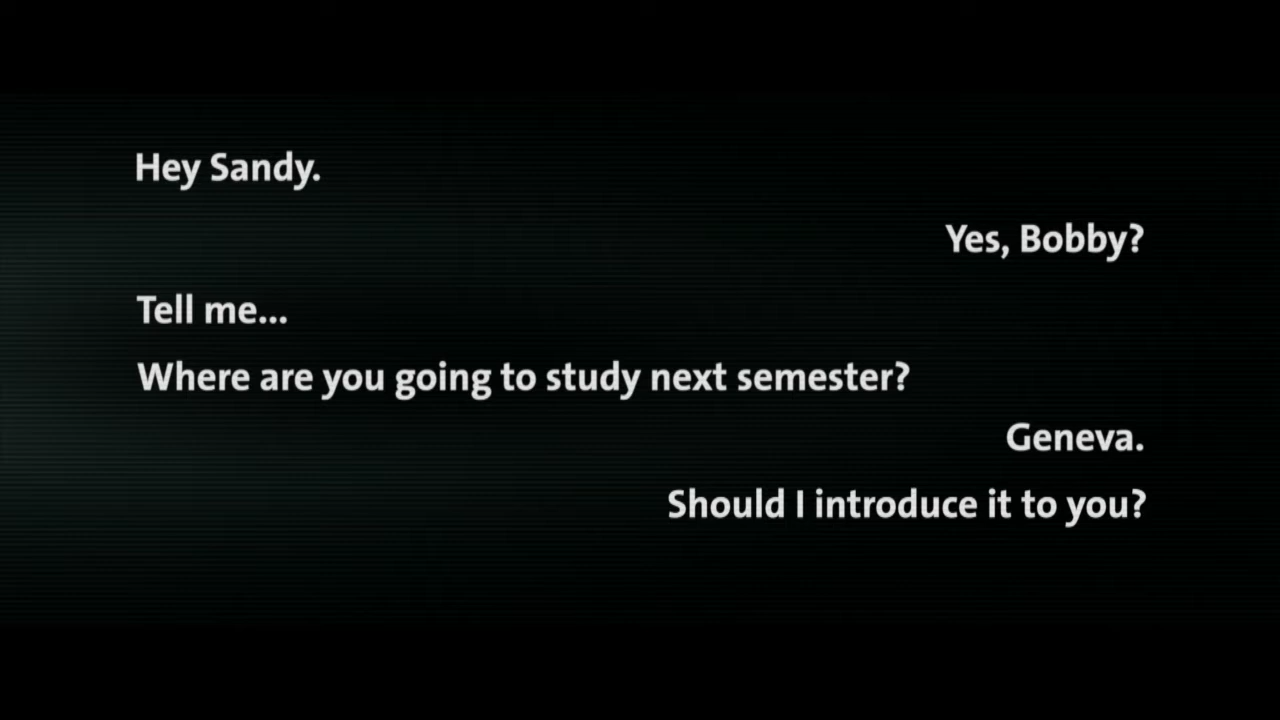 Hey Sandy.
Yes, Bobby?
Tell me...
Where are you going to study next semester?
Geneva.
Should I introduce it to you?